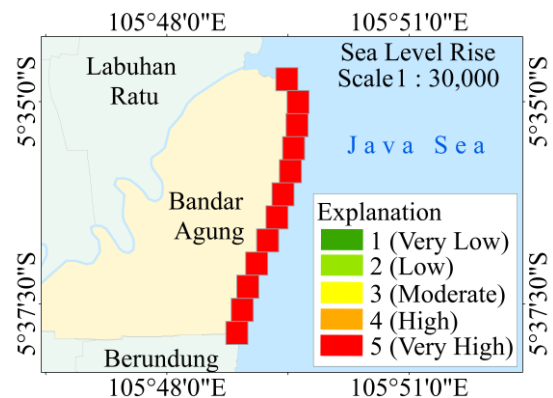 105°48'0"E 105°51'0"E
Sea Level Rise
Scale 1 : 30,000
Labuhan
Ratu
5°35'0"S
5°35'0"S
Java Sea
Bandar
Agung
Explanation
1 (Very Low)
2 (Low)
3 (Moderate)
4 (High)
5 (Very High)
5°37'30"S
5°37'30"S
Berundung
105°48'0"E 105°51'0"E